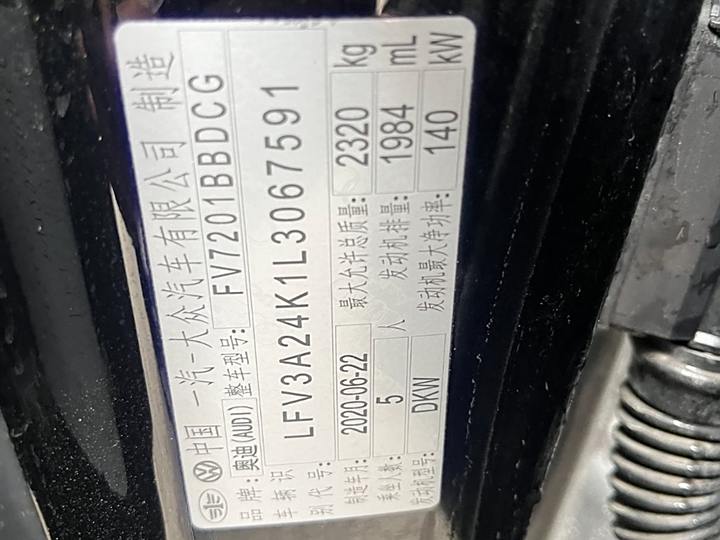 中国 一汽-大众汽车有限公司 制造
品牌: 奥迪(AUDI) 整车型号: FV7201BBDCG
车辆识别代号: LFV3A24K1L3067591
制造年月: 2020-06-22 最大允许总质量: 2320 kg
乘坐人数: 5 人 发动机排量: 1984 mL
发动机型号: DKW 发动机最大净功率: 140 kW